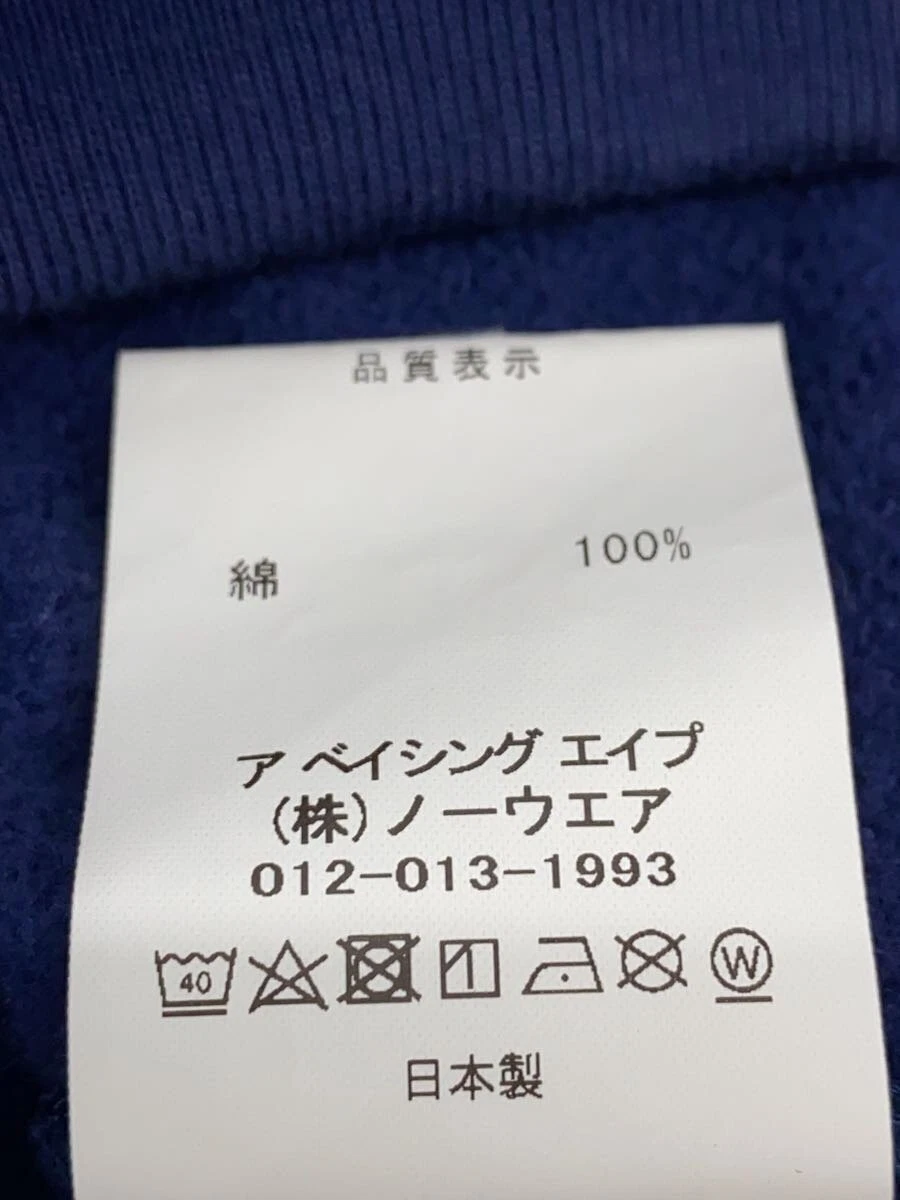 品質表示
綿 100%
ア ベイシング エイプ
(株)ノーウエア
012-013-1993
40 W
日本製